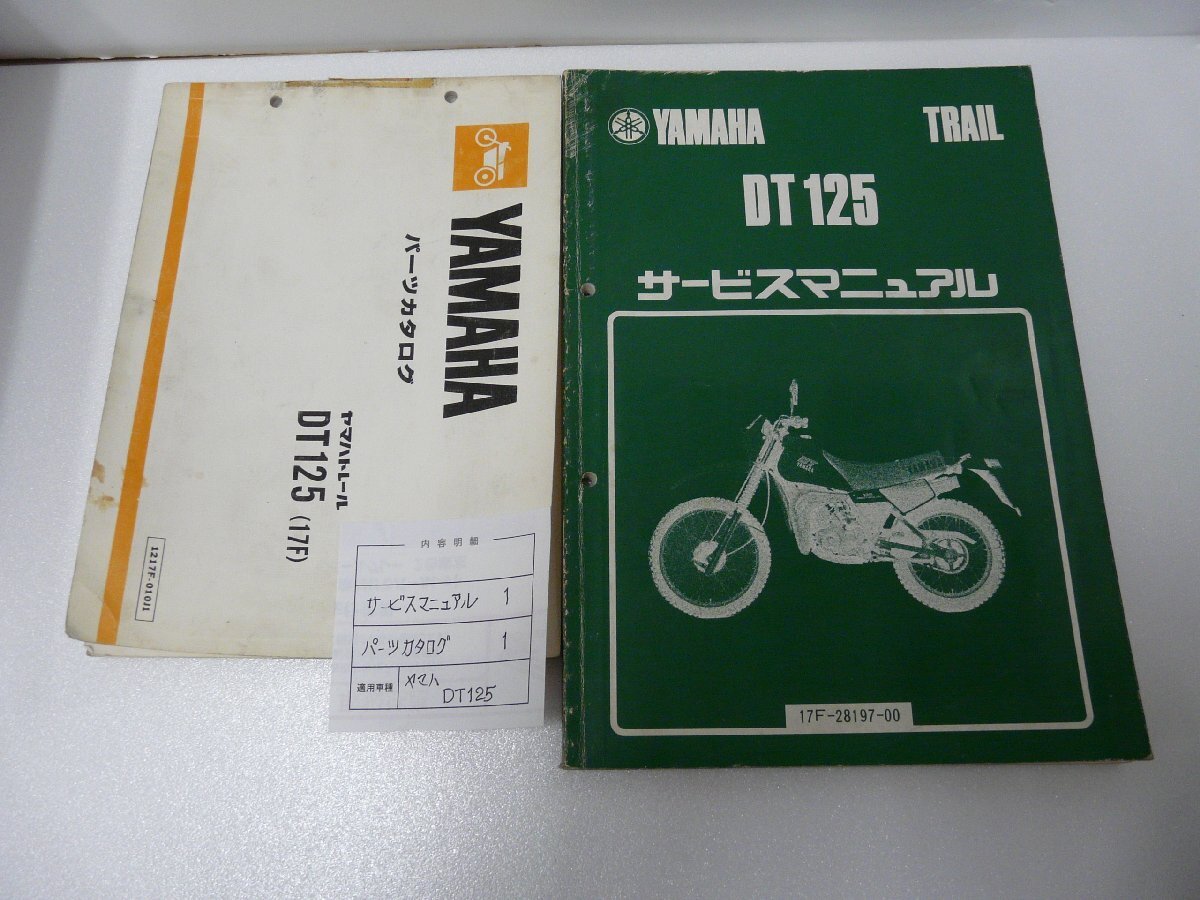 YAMAHA
パーツカタログ
ヤマハトレール
DT125 (17F)
1217F-010J1
内容明細
サービスマニュアル 1
パーツカタログ 1
適用車種 ヤマハ
DT125
YAMAHA TRAIL
DT125
サービスマニュアル
17F-28197-00